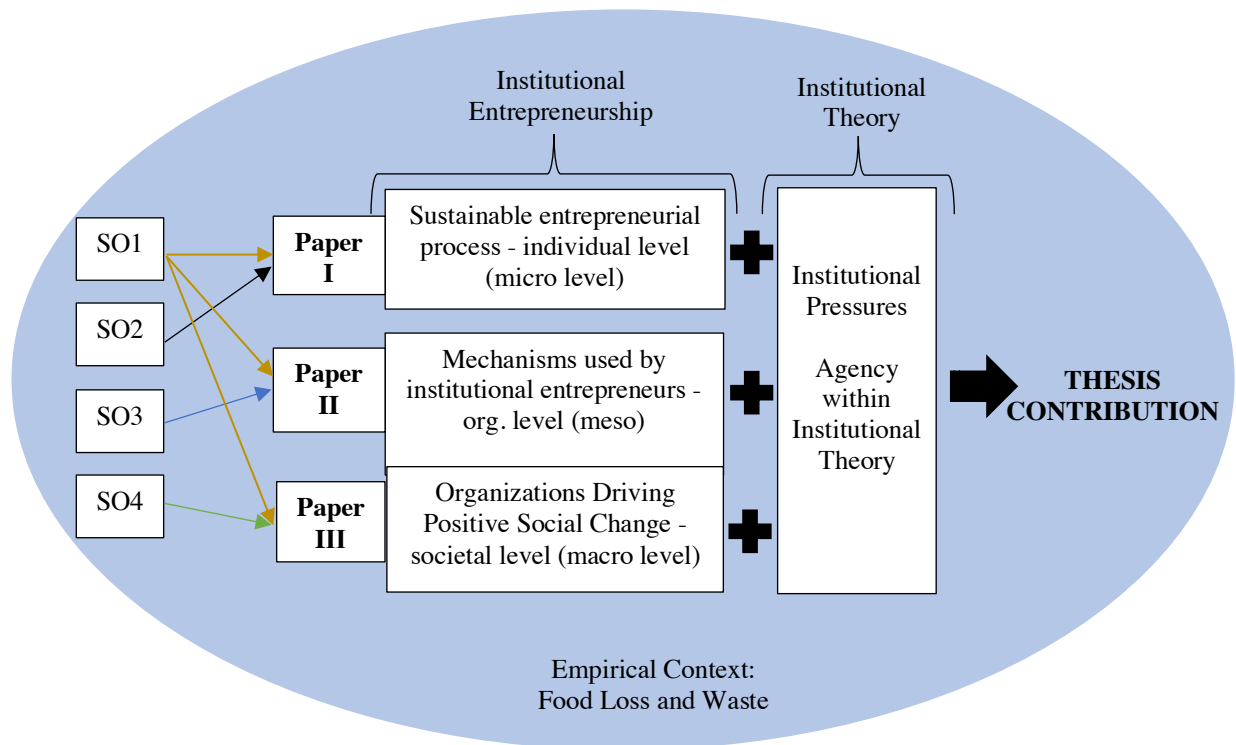 Institutional
Entrepreneurship
Institutional
Theory
SO1
SO2
SO3
SO4
Paper
I
Sustainable entrepreneurial
process - individual level
(micro level)
Paper
II
Mechanisms used by
institutional entrepreneurs -
org. level (meso)
Paper
III
Organizations Driving
Positive Social Change -
societal level (macro level)
Institutional
Pressures
Agency
within
Institutional
Theory
THESIS
CONTRIBUTION
Empirical Context:
Food Loss and Waste